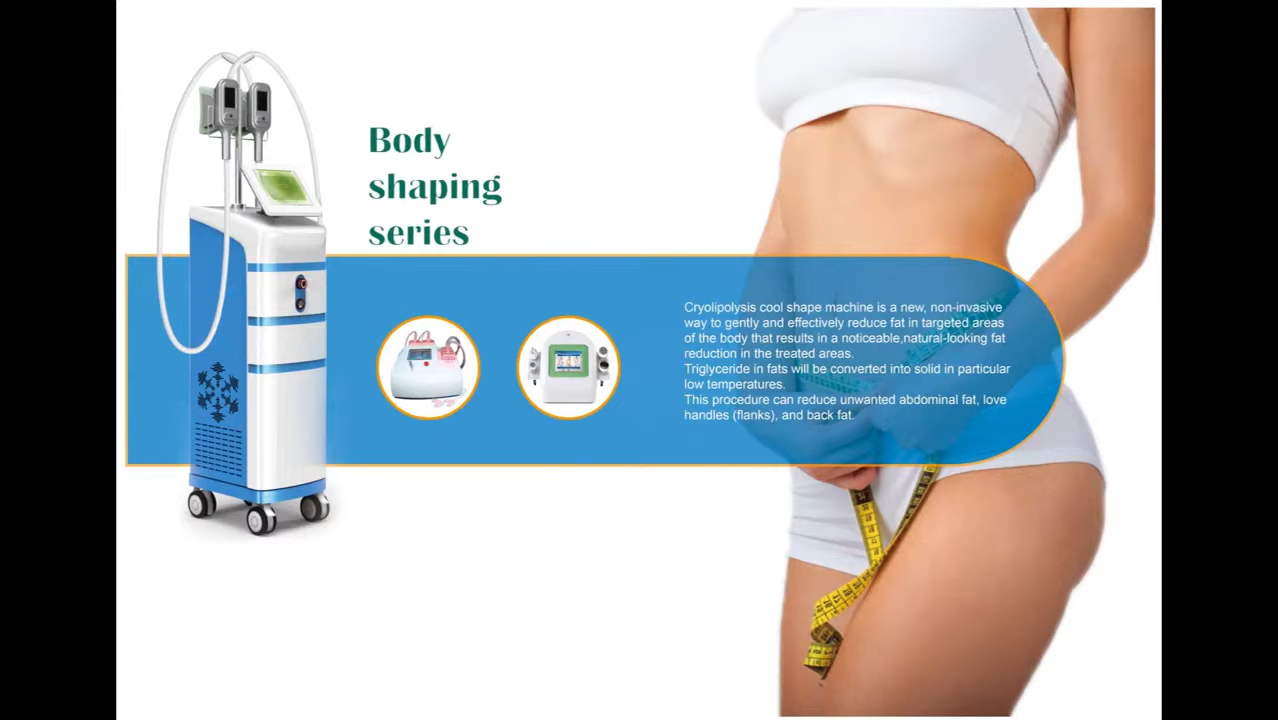 Body
shaping
series
Cryolipolysis cool shape machine is a new, non-invasive
way to gently and effectively reduce fat in targeted areas
of the body that results in a noticeable,natural-looking fat
reduction in the treated areas.
Triglyceride in fats will be converted into solid in particular
low temperatures.
This procedure can reduce unwanted abdominal fat, love
handles (flanks), and back fat.